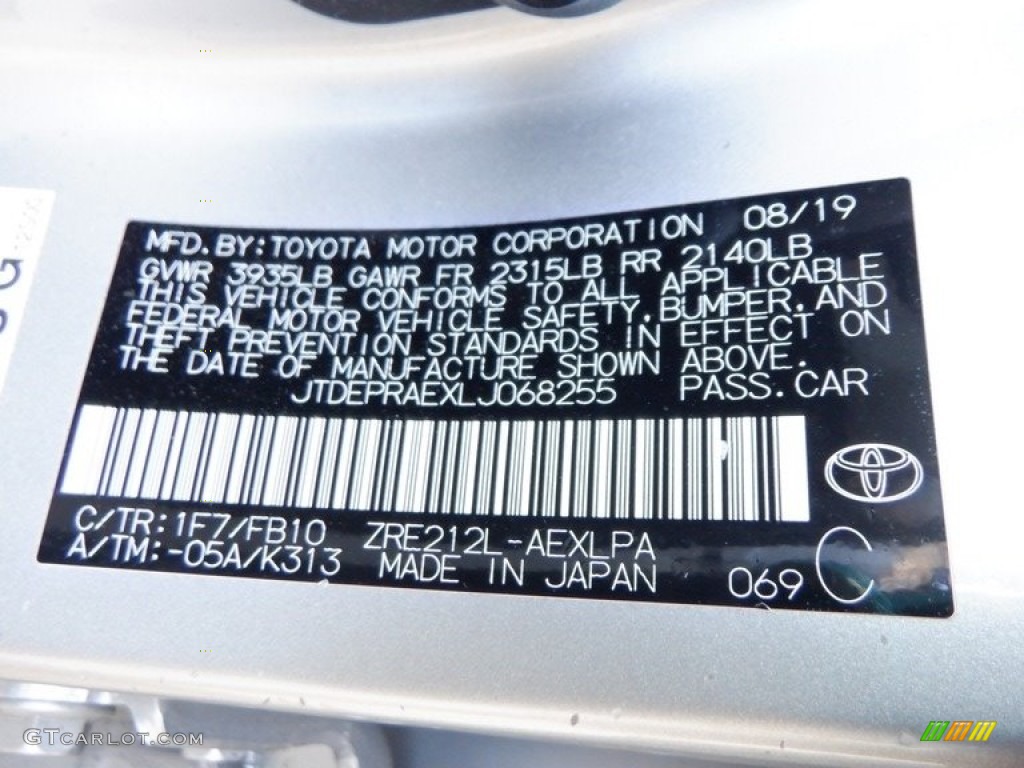 MFD. BY: TOYOTA MOTOR CORPORATION 08/19
GVWR 3935LB GAWR FR 2315LB RR 2140LB
THIS VEHICLE CONFORMS TO ALL APPLICABLE
FEDERAL MOTOR VEHICLE SAFETY, BUMPER, AND
THEFT PREVENTION STANDARDS IN EFFECT ON
THE DATE OF MANUFACTURE SHOWN ABOVE.
JTDEPRAEXLJ068255 PASS. CAR
C/TR: 1F7/FB10 ZRE212L-AEXLPA
A/TM: -05A/K313 MADE IN JAPAN 069 C
GTCARLOT.COM